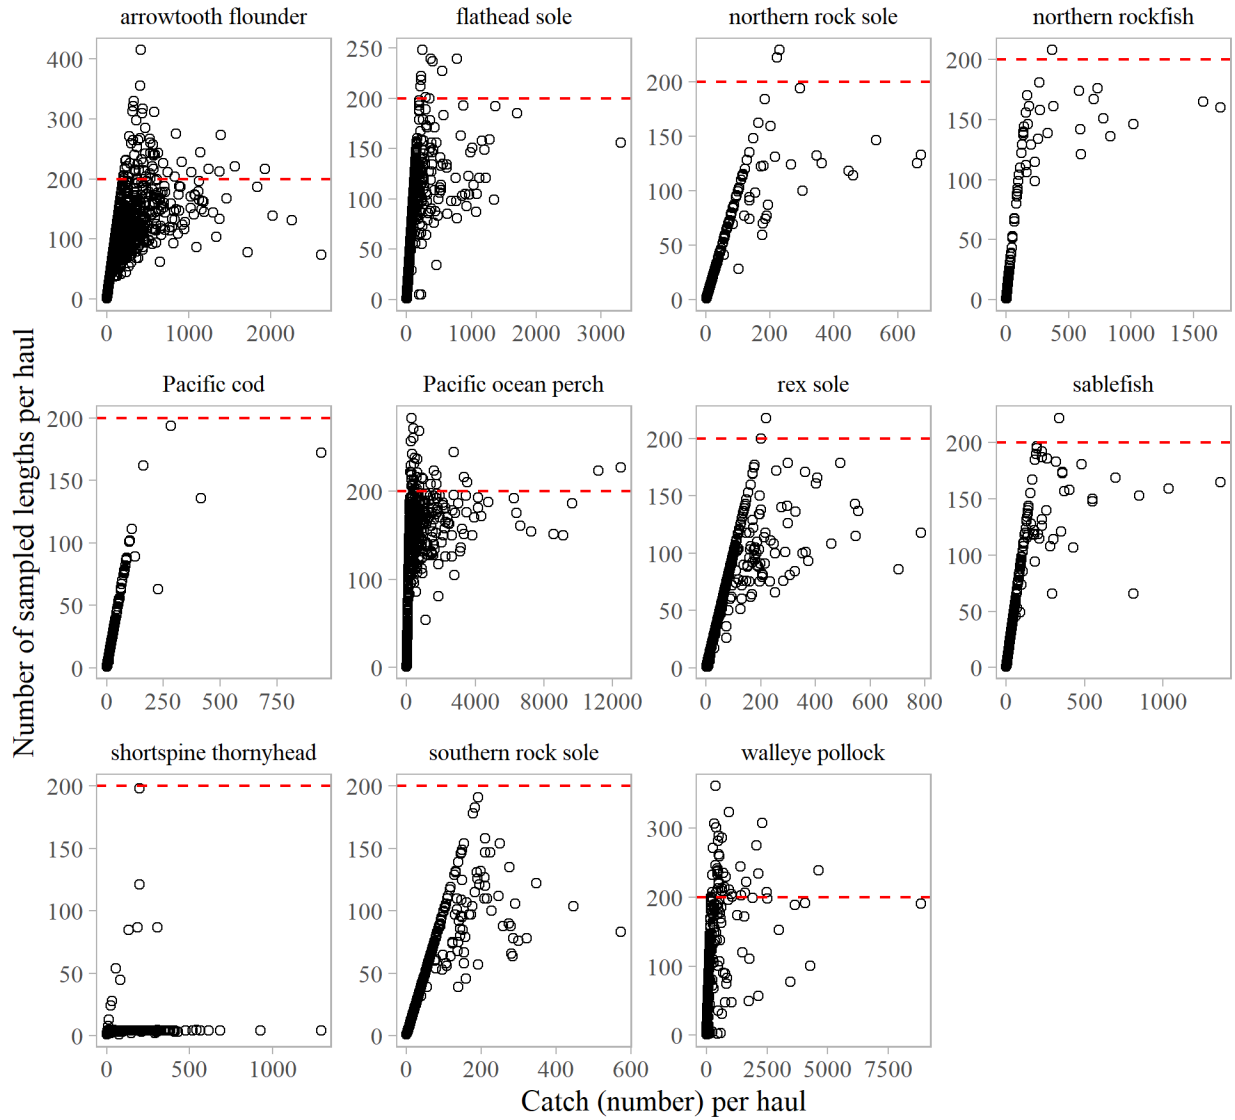 arrowtooth flounder flathead sole northern rock sole northern rockfish
400 300 200 100 0
250 200 150 100 50 0
200 150 100 50 0
200 150 100 50 0
0 1000 2000
0 1000 2000 3000
0 200 400 600
0 500 1000 1500
Number of sampled lengths per haul
Pacific cod Pacific ocean perch rex sole sablefish
200 150 100 50 0
200 100 0
200 150 100 50 0
200 150 100 50 0
0 250 500 750
0 4000 8000 12000
0 200 400 600 800
0 500 1000
shortspine thornyhead southern rock sole walleye pollock
200 150 100 50 0
200 150 100 50 0
300 200 100 0
0 500 1000
0 200 400 600
0 2500 5000 7500
Catch (number) per haul